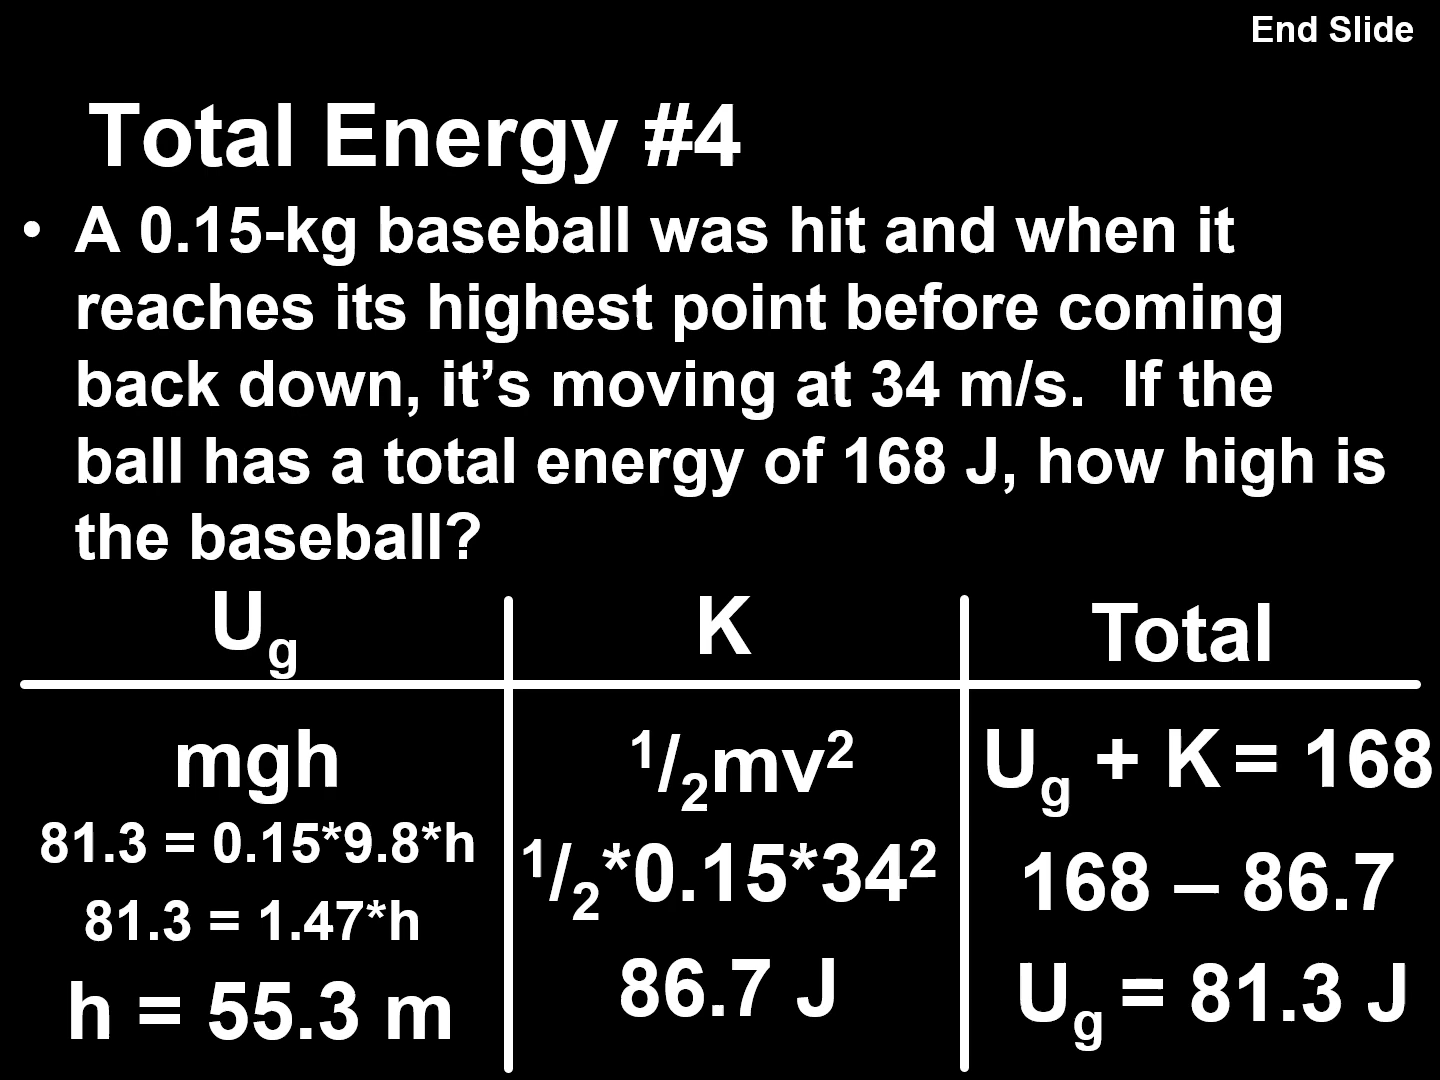 End Slide
Total Energy #4
• A 0.15-kg baseball was hit and when it
reaches its highest point before coming
back down, it’s moving at 34 m/s.  If the
ball has a total energy of 168 J, how high is
the baseball?
Ug K Total
mgh
81.3 = 0.15*9.8*h
81.3 = 1.47*h
h = 55.3 m
1/2mv2
1/2*0.15*342
86.7 J
Ug + K = 168
168 – 86.7
Ug = 81.3 J